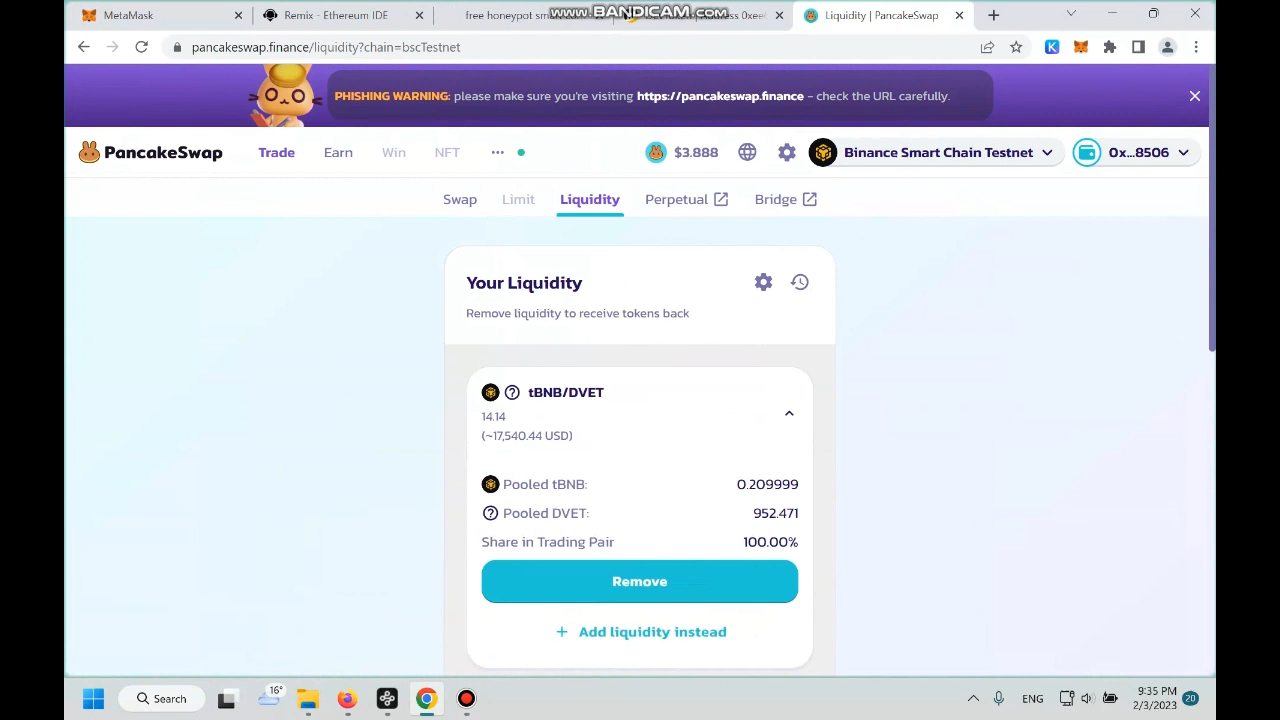 MetaMask
Remix - Ethereum IDE
free honeypot sm
www.BANDICAM.com
Liquidity | PancakeSwap
pancakeswap.finance/liquidity?chain=bscTestnet
PHISHING WARNING: please make sure you're visiting https://pancakeswap.finance - check the URL carefully.
PancakeSwap
Trade
Earn
Win
NFT
$3.888
Binance Smart Chain Testnet
0x...8506
Swap
Limit
Liquidity
Perpetual
Bridge
Your Liquidity
Remove liquidity to receive tokens back
tBNB/DVET
14.14
(~17,540.44 USD)
Pooled tBNB: 0.209999
Pooled DVET: 952.471
Share in Trading Pair 100.00%
Remove
+ Add liquidity instead
Search
16°
ENG
9:35 PM
2/3/2023
20